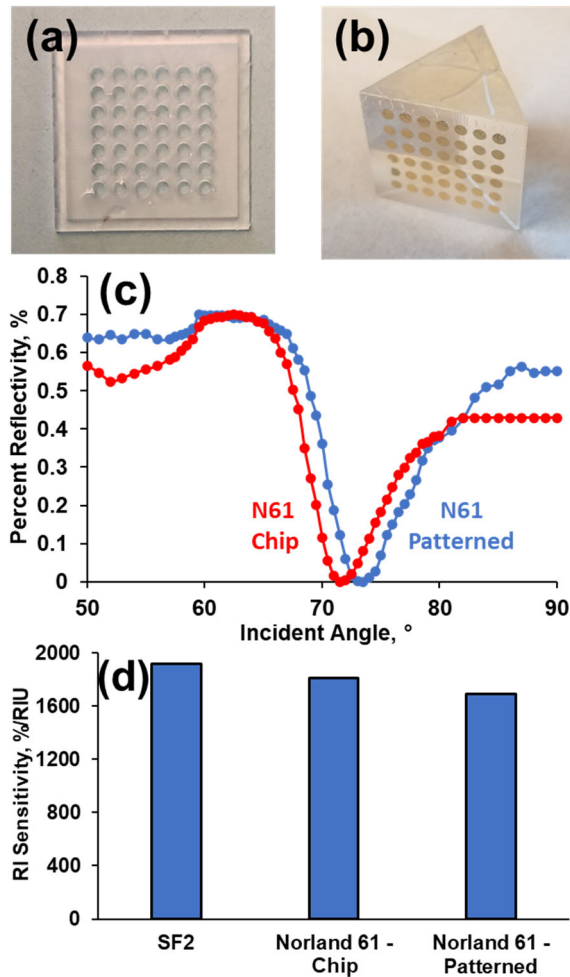 (a)
(b)
(c)
0.8
0.7
0.6
0.5
0.4
0.3
0.2
0.1
0
Percent Reflectivity, %
N61
Chip
N61
Patterned
50
60
70
80
90
Incident Angle, °
(d)
2000
1600
1200
800
400
0
RI Sensitivity, %/RIU
SF2
Norland 61 -
Chip
Norland 61 -
Patterned